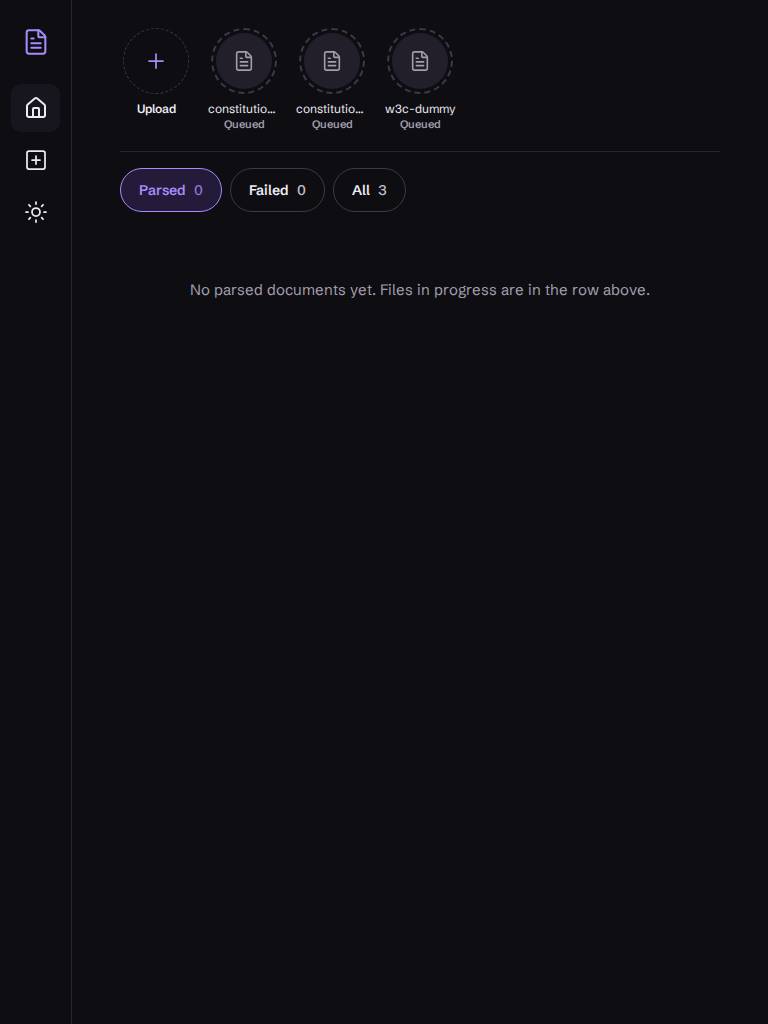 Upload
constitutio...
Queued
constitutio...
Queued
w3c-dummy
Queued
Parsed 0
Failed 0
All 3
No parsed documents yet. Files in progress are in the row above.